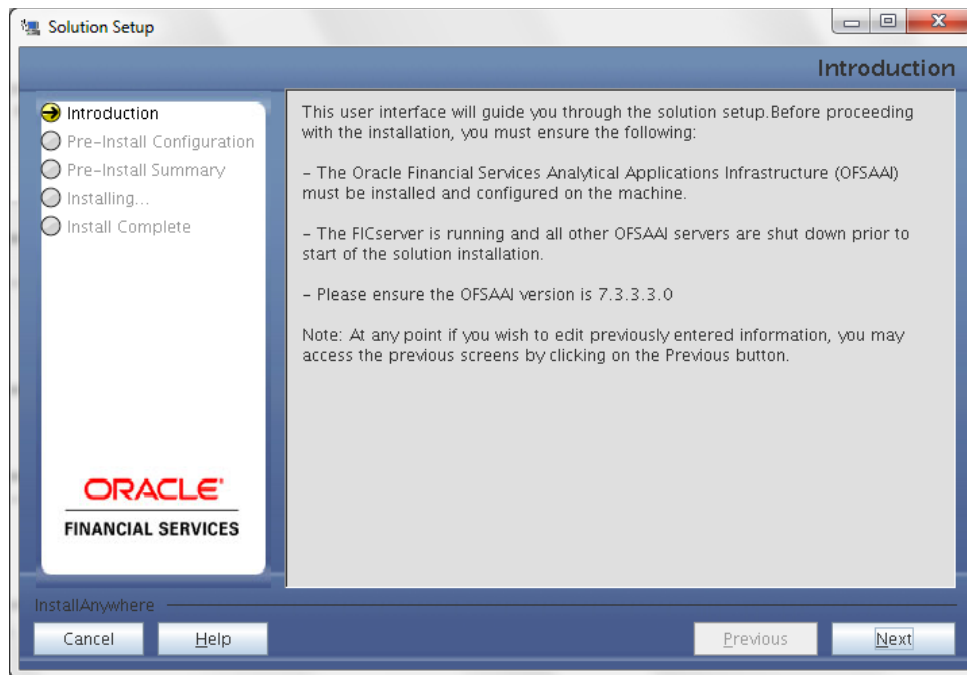 Solution Setup
Introduction
Introduction
Pre-Install Configuration
Pre-Install Summary
Installing...
Install Complete
This user interface will guide you through the solution setup.Before proceeding
with the installation, you must ensure the following:
- The Oracle Financial Services Analytical Applications Infrastructure (OFSAAI)
must be installed and configured on the machine.
- The FICserver is running and all other OFSAAI servers are shut down prior to
start of the solution installation.
- Please ensure the OFSAAI version is 7.3.3.3.0
Note: At any point if you wish to edit previously entered information, you may
access the previous screens by clicking on the Previous button.
ORACLE'
FINANCIAL SERVICES
InstallAnywhere
Cancel Help Previous Next